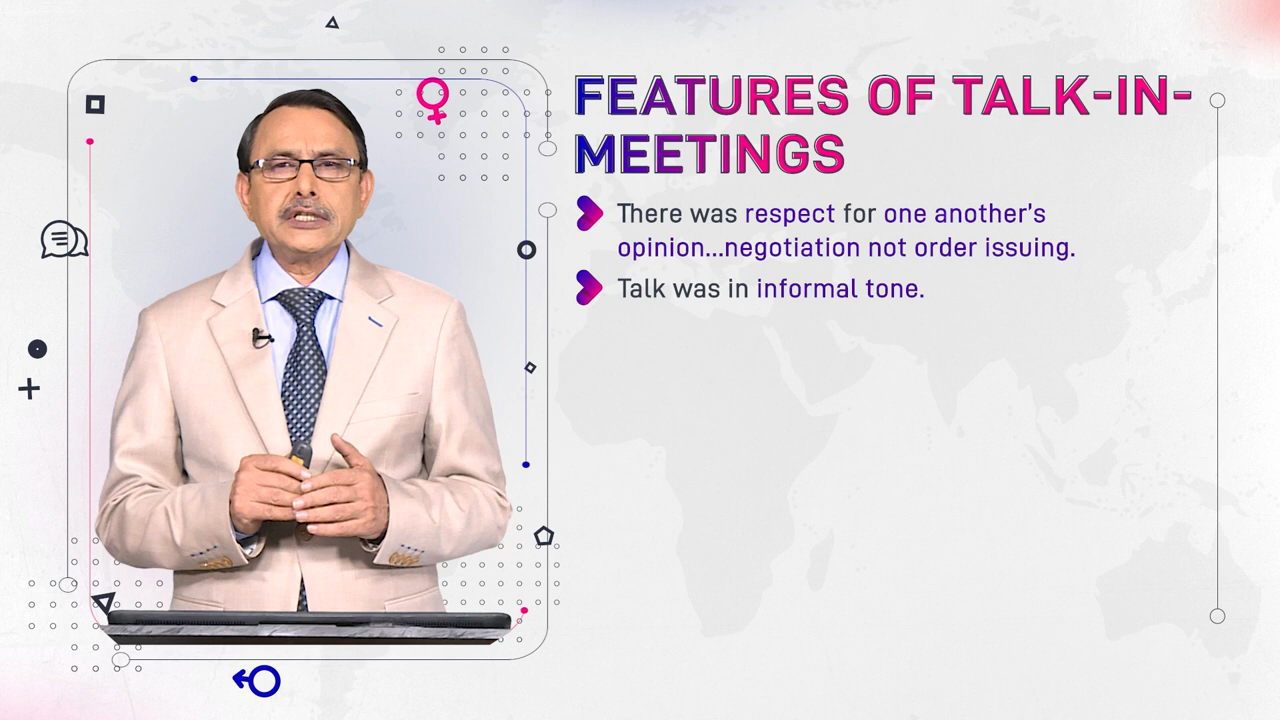 FEATURES OF TALK-IN-
MEETINGS
There was respect for one another's
opinion...negotiation not order issuing.
Talk was in informal tone.